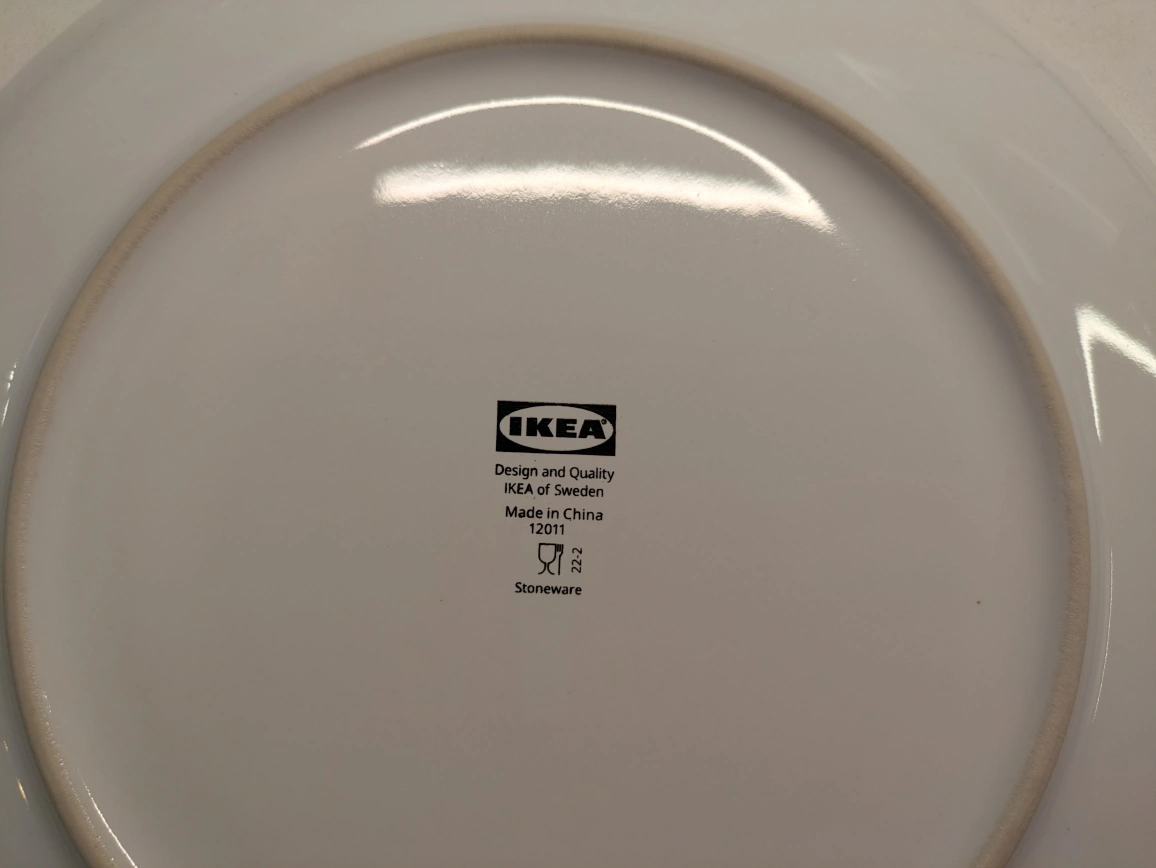 IKEA®
Design and Quality
IKEA of Sweden
Made in China
12011
22-2
Stoneware